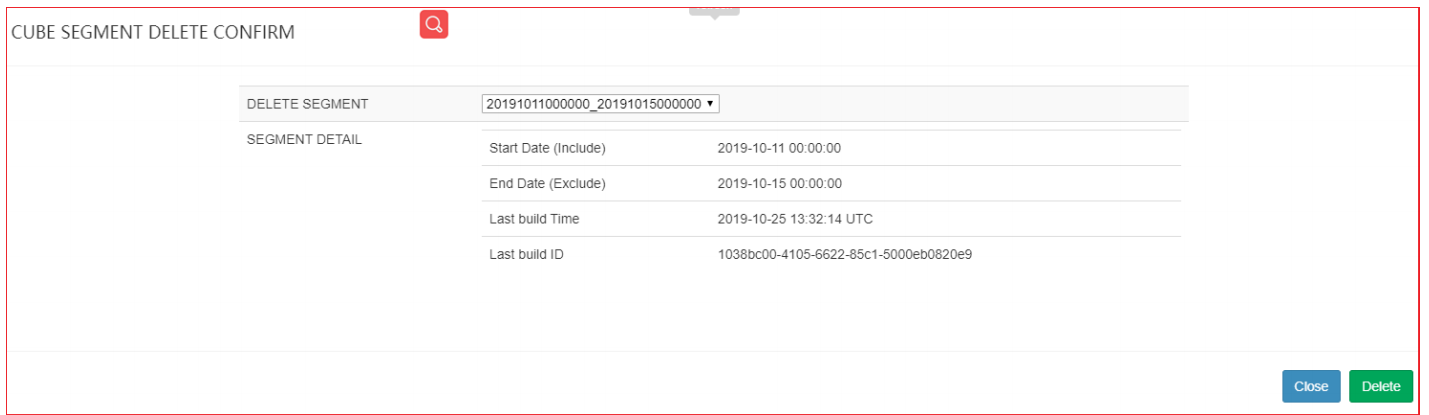 CUBE SEGMENT DELETE CONFIRM
DELETE SEGMENT 20191011000000_20191015000000
SEGMENT DETAIL
Start Date (Include) 2019-10-11 00:00:00
End Date (Exclude) 2019-10-15 00:00:00
Last build Time 2019-10-25 13:32:14 UTC
Last build ID 1038bc00-4105-6622-85c1-5000eb0820e9
Close Delete